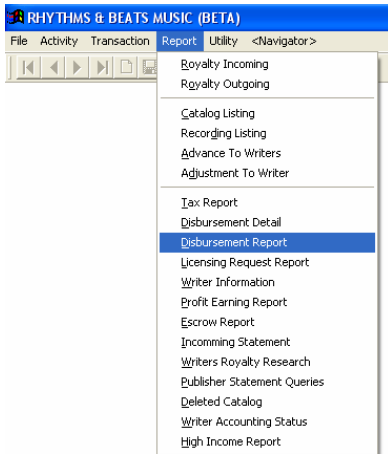 RHYTHMS & BEATS MUSIC (BETA)
File Activity Transaction Report Utility <Navigator>
Royalty Incoming
Royalty Outgoing
Catalog Listing
Recording Listing
Advance To Writers
Adjustment To Writer
Tax Report
Disbursement Detail
Disbursement Report
Licensing Request Report
Writer Information
Profit Earning Report
Escrow Report
Incomming Statement
Writers Royalty Research
Publisher Statement Queries
Deleted Catalog
Writer Accounting Status
High Income Report